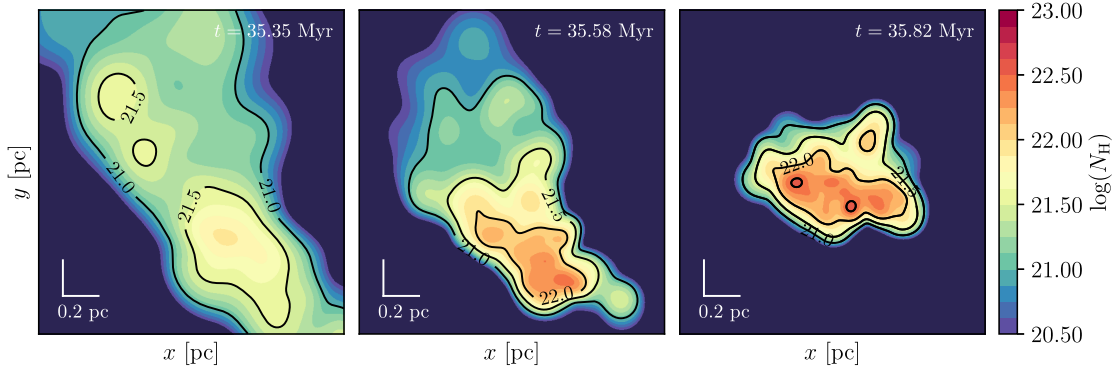 t = 35.35 Myr
21.5
21.0
21.5
21.0
0.2 pc
x [pc]
y [pc]
t = 35.58 Myr
21.5
21.0
22.0
0.2 pc
x [pc]
t = 35.82 Myr
22.0
21.5
21.0
0.2 pc
x [pc]
23.00
22.50
22.00
21.50
21.00
20.50
log(N_H)